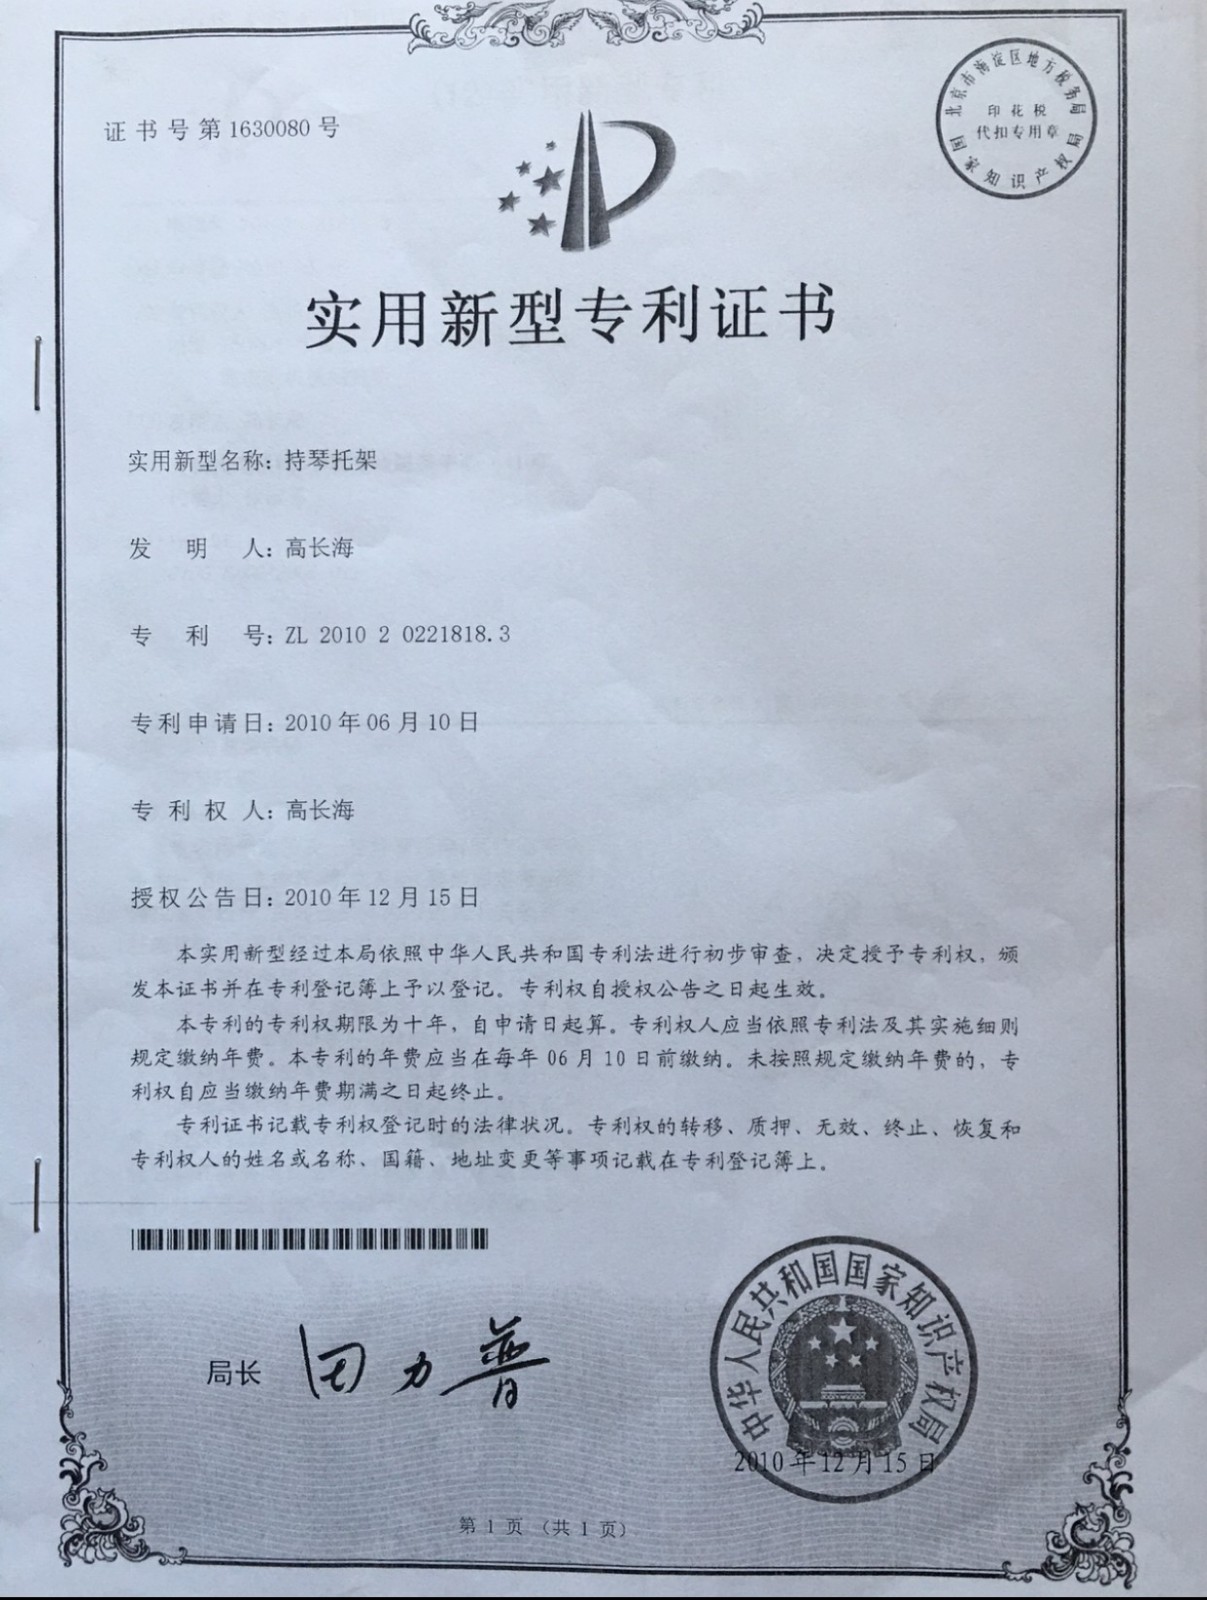 证书号第1630080号
北京市海淀区地方税务局
印花税
代扣专用章
国家知识产权局
实用新型专利证书
实用新型名称：持琴托架
发明人：高长海
专利号：ZL 2010 2 0221818.3
专利申请日：2010年06月10日
专利权人：高长海
授权公告日：2010年12月15日
本实用新型经过本局依照中华人民共和国专利法进行初步审查，决定授予专利权，颁
发本证书并在专利登记簿上予以登记。专利权自授权公告之日起生效。
本专利的专利权期限为十年，自申请日起算。专利权人应当依照专利法及其实施细则
规定缴纳年费。本专利的年费应当在每年06月10日前缴纳。未按照规定缴纳年费的，专
利权自应当缴纳年费期满之日起终止。
专利证书记载专利权登记时的法律状况。专利权的转移、质押、无效、终止、恢复和
专利权人的姓名或名称、国籍、地址变更等事项记载在专利登记簿上。
局长 田力普
中华人民共和国国家知识产权局
2010年12月15日
第1页（共1页）